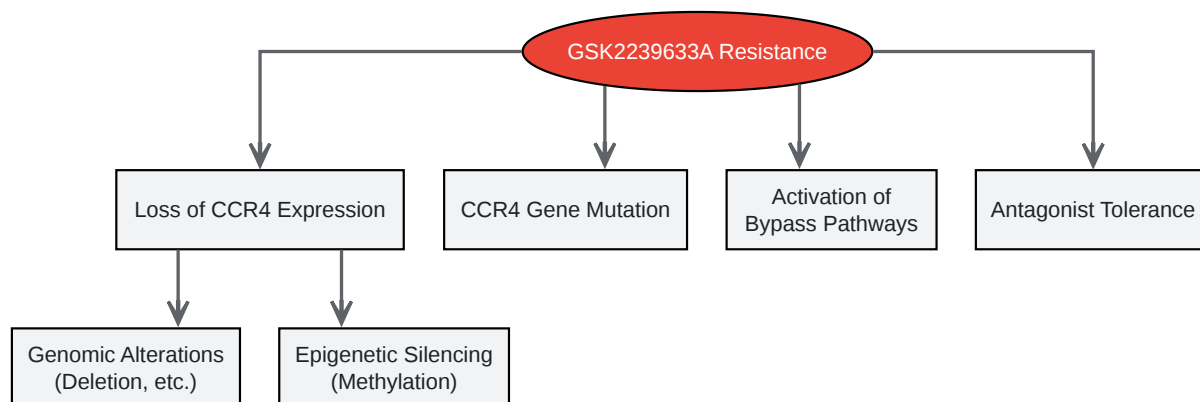 GSK2239633A Resistance
Loss of CCR4 Expression
CCR4 Gene Mutation
Activation of
Bypass Pathways
Antagonist Tolerance
Genomic Alterations
(Deletion, etc.)
Epigenetic Silencing
(Methylation)